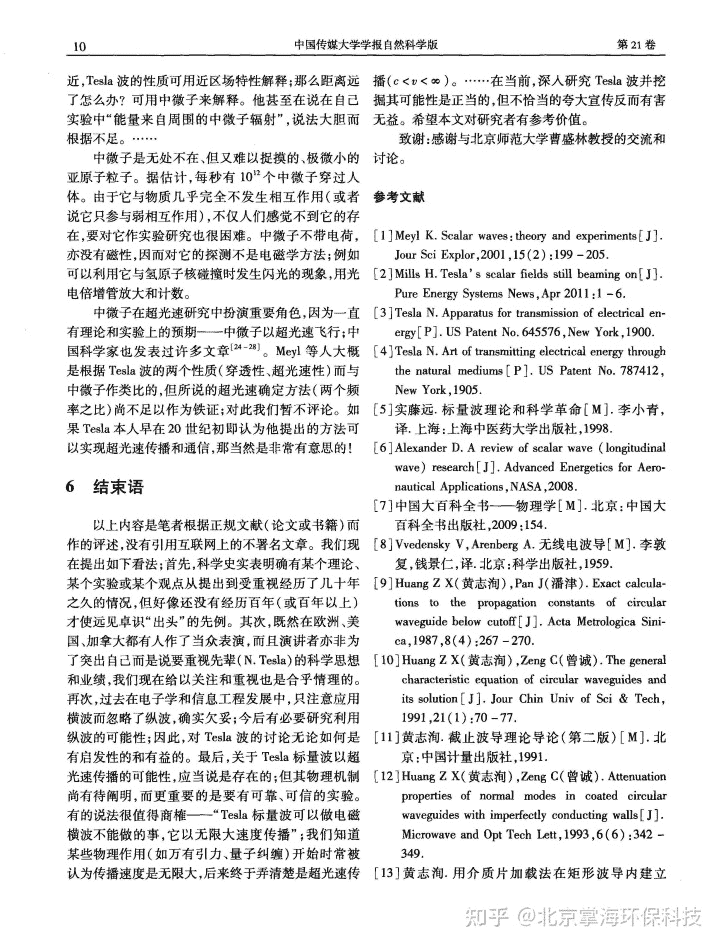 10
中国传媒大学学报自然科学版
第 21 卷
近,Tesla 波的性质可用近区场特性解释;那么距离远
了怎么办? 可用中微子来解释。他甚至在说在自己
实验中“能量来自周围的中微子辐射”,说法大胆而
根据不足。……
中微子是无处不在、但又难以捉摸的、极微小的
亚原子粒子。据估计,每秒有 10¹² 个中微子穿过人
体。由于它与物质几乎完全不发生相互作用(或者
说它只参与弱相互作用),不仅人们感觉不到它的存
在,要对它作实验研究也很困难。中微子不带电荷,
亦没有磁性,因而对它的探测不是电磁学方法;例如
可以利用它与氢原子核碰撞时发生闪光的现象,用光
电倍增管放大和计数。
中微子在超光速研究中扮演重要角色,因为一直
有理论和实验上的预期——中微子以超光速飞行;中
国科学家也发表过许多文章[24-28]。Meyl 等人大概
是根据 Tesla 波的两个性质(穿透性、超光速性)而与
中微子作类比的,但所说的超光速确定方法(两个频
率之比)尚不足以作为铁证;对此我们暂不评论。如
果 Tesla 本人早在 20 世纪初即认为他提出的方法可
以实现超光速传播和通信,那当然是非常有意思的!
6 结束语
以上内容是笔者根据正规文献(论文或书籍)而
作的评述,没有引用互联网上的不署名文章。我们现
在提出如下看法;首先,科学史实表明确有某个理论、
某个实验或某个观点从提出到受重视经历了几十年
之久的情况,但好像还没有经历百年(或百年以上)
才使远见卓识“出头”的先例。其次,既然在欧洲、美
国、加拿大都有人作了当众表演,而且演讲者亦非为
了突出自己而是说要重视先辈(N. Tesla)的科学思想
和业绩,我们现在给以关注和重视也是合乎情理的。
再次,过去在电子学和信息工程发展中,只注意应用
横波而忽略了纵波,确实欠妥;今后有必要研究利用
纵波的可能性;因此,对 Tesla 波的讨论无论如何是
有启发性的和有益的。最后,关于 Tesla 标量波以超
光速传播的可能性,应当说是存在的;但其物理机制
尚有待阐明,而更重要的是要有可靠、可信的实验。
有的说法很值得商榷——“Tesla 标量波可以做电磁
横波不能做的事,它以无限大速度传播”;我们知道
某些物理作用(如万有引力、量子纠缠)开始时常被
认为传播速度是无限大,后来终于弄清楚是超光速传
播(c<v<∞)。……在当前,深入研究 Tesla 波并挖
掘其可能性是正当的,但不恰当的夸大宣传反而有害
无益。希望本文对研究者有参考价值。
致谢:感谢与北京师范大学曹盛林教授的交流和
讨论。
参考文献
[1]Meyl K. Scalar waves: theory and experiments[J].
Jour Sci Explor,2001,15(2):199-205.
[2]Mills H. Tesla's scalar fields still beaming on[J].
Pure Energy Systems News,Apr 2011:1-6.
[3]Tesla N. Apparatus for transmission of electrical en-
ergy[P]. US Patent No. 645576,New York,1900.
[4]Tesla N. Art of transmitting electrical energy through
the natural mediums[P]. US Patent No. 787412,
New York,1905.
[5]实藤远. 标量波理论和科学革命[M]. 李小青,
译. 上海:上海中医药大学出版社,1998.
[6]Alexander D. A review of scalar wave (longitudinal
wave) research[J]. Advanced Energetics for Aero-
nautical Applications,NASA,2008.
[7]中国大百科全书——物理学[M]. 北京:中国大
百科全书出版社,2009:154.
[8]Vvedensky V,Arenberg A. 无线电波导[M]. 李敦
复,钱景仁,译. 北京:科学出版社,1959.
[9]Huang Z X(黄志洵),Pan J(潘津). Exact calcula-
tions to the propagation constants of circular
waveguide below cutoff[J]. Acta Metrologica Sini-
ca,1987,8(4):267-270.
[10]Huang Z X(黄志洵),Zeng C(曾诚). The general
characteristic equation of circular waveguides and
its solution[J]. Jour Chin Univ of Sci & Tech,
1991,21(1):70-77.
[11]黄志洵. 截止波导理论导论(第二版)[M]. 北
京:中国计量出版社,1991.
[12]Huang Z X(黄志洵),Zeng C(曾诚). Attenuation
properties of normal modes in coated circular
waveguides with imperfectly conducting walls[J].
Microwave and Opt Tech Lett,1993,6(6):342-
349.
[13]黄志洵. 用介质片加载法在矩形波导内建立
知乎 @北京掌海环保科技